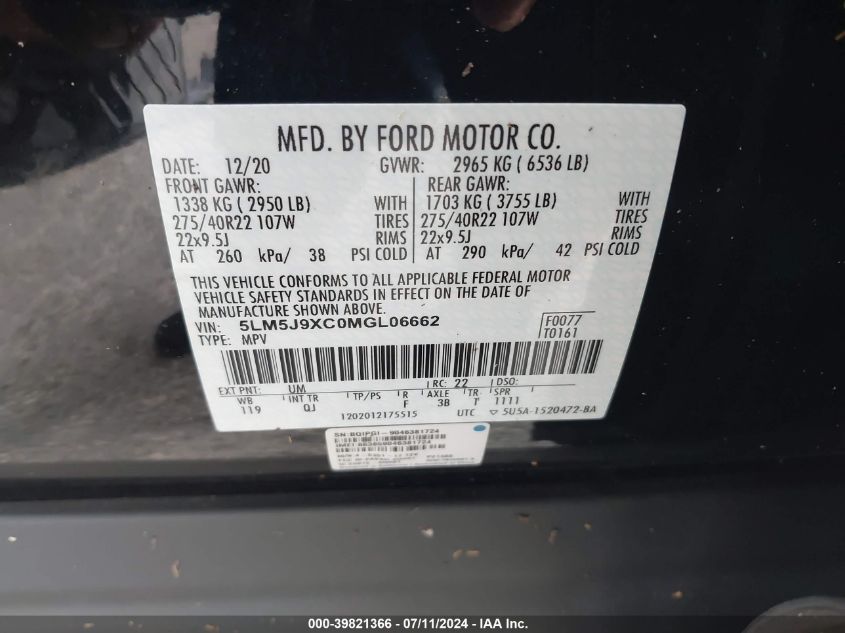 MFD. BY FORD MOTOR CO.
DATE: 12/20 GVWR: 2965 KG ( 6536 LB)
FRONT GAWR: REAR GAWR:
1338 KG ( 2950 LB) WITH 1703 KG ( 3755 LB) WITH
275/40R22 107W TIRES 275/40R22 107W TIRES
22x9.5J RIMS 22x9.5J RIMS
AT 260 kPa/ 38 PSI COLD AT 290 kPa/ 42 PSI COLD
THIS VEHICLE CONFORMS TO ALL APPLICABLE FEDERAL MOTOR
VEHICLE SAFETY STANDARDS IN EFFECT ON THE DATE OF
MANUFACTURE SHOWN ABOVE.
VIN: 5LM5J9XC0MGL06662 F0077
TYPE: MPV T0161
EXT PNT: UM RC: 22 DSO:
WB INT TR TP/PS R AXLE TR SPR
119 QJ F 3B T 1111
1202012175515 UTC ▽ 5U5A-1520472-BA
000-39821366 - 07/11/2024 - IAA Inc.